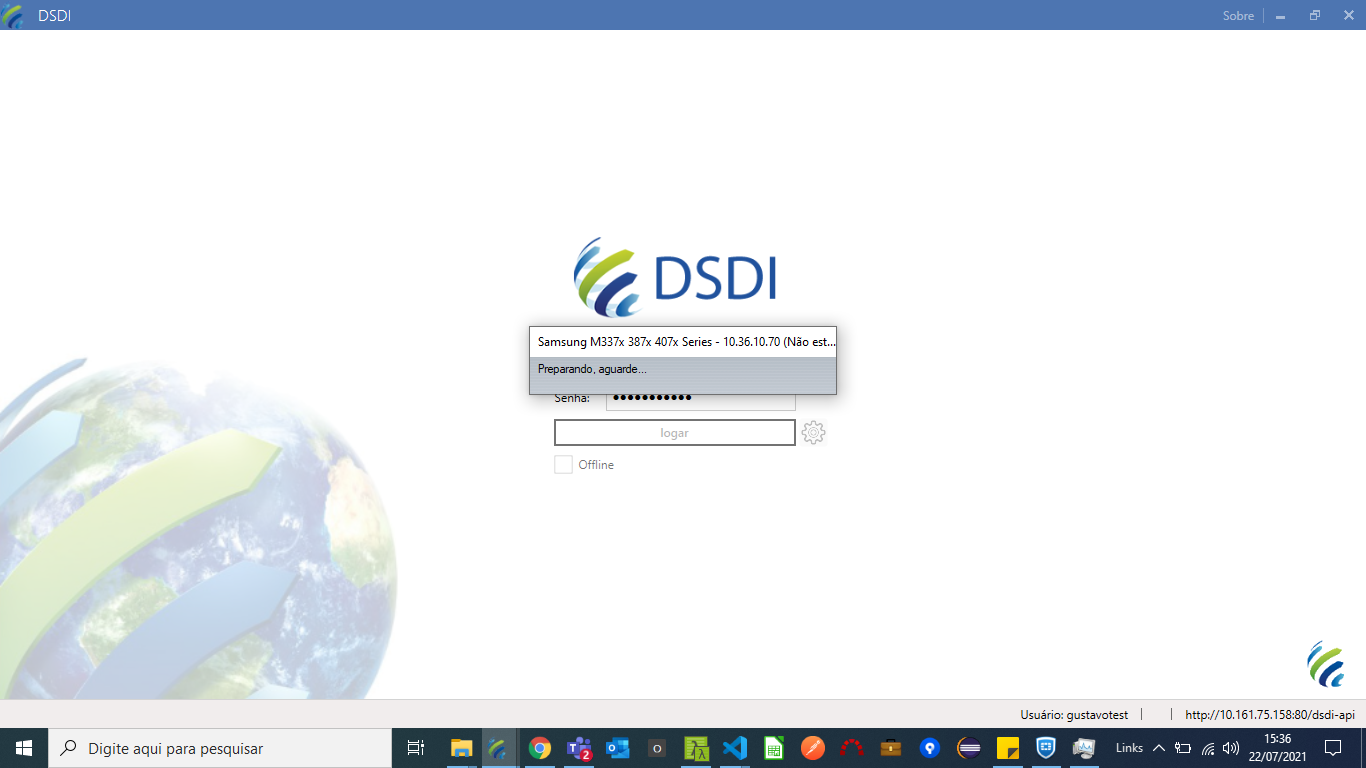 DSDI
Sobre
DSDI
Samsung M337x 387x 407x Series - 10.36.10.70 (Não est...
Preparando, aguarde...
Senha: •••••••••••
logar
Offline
Usuário: gustavotest
http://10.161.75.158:80/dsdi-api
Digite aqui para pesquisar
2
Links
15:36
22/07/2021